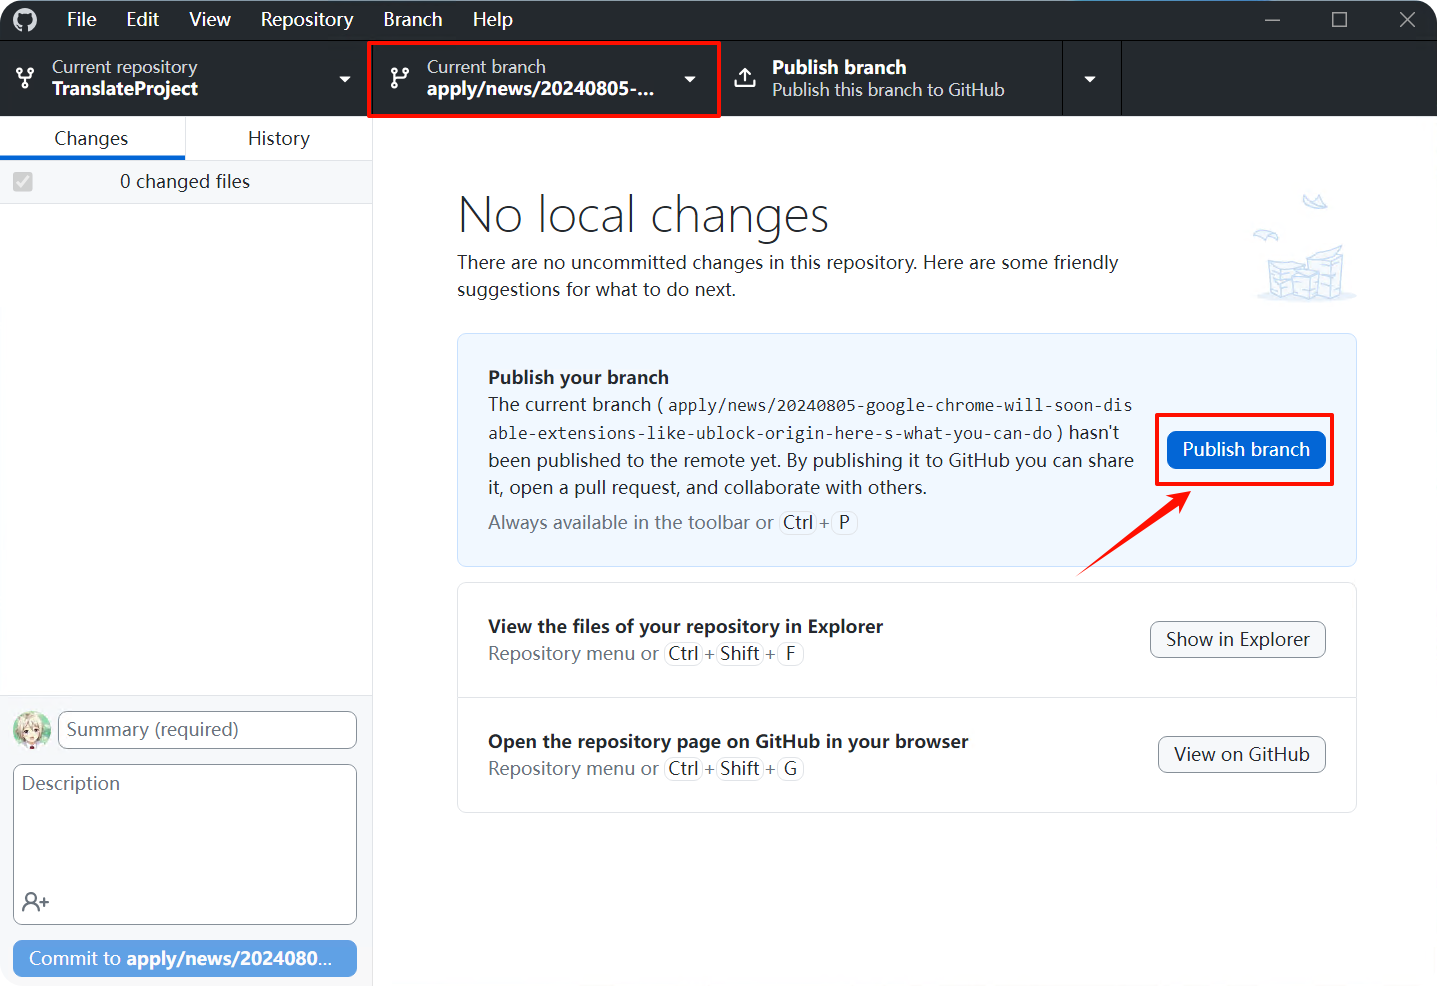 File Edit View Repository Branch Help
Current repository
TranslateProject
Current branch
apply/news/20240805-...
Publish branch
Publish this branch to GitHub
Changes
History
0 changed files
No local changes
There are no uncommitted changes in this repository. Here are some friendly
suggestions for what to do next.
Publish your branch
The current branch ( apply/news/20240805-google-chrome-will-soon-dis
able-extensions-like-ublock-origin-here-s-what-you-can-do ) hasn't
been published to the remote yet. By publishing it to GitHub you can share
it, open a pull request, and collaborate with others.
Always available in the toolbar or Ctrl + P
Publish branch
View the files of your repository in Explorer
Repository menu or Ctrl + Shift + F
Show in Explorer
Open the repository page on GitHub in your browser
Repository menu or Ctrl + Shift + G
View on GitHub
Summary (required)
Description
Commit to apply/news/2024080...